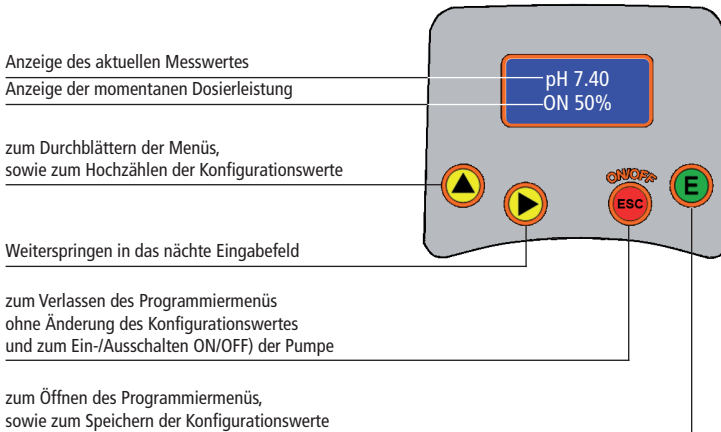 Anzeige des aktuellen Messwertes
Anzeige der momentanen Dosierleistung
zum Durchblättern der Menüs,
sowie zum Hochzählen der Konfigurationswerte
Weiterspringen in das nächte Eingabefeld
zum Verlassen des Programmiermenüs
ohne Änderung des Konfigurationswertes
und zum Ein-/Ausschalten ON/OFF) der Pumpe
zum Öffnen des Programmiermenüs,
sowie zum Speichern der Konfigurationswerte
pH 7.40
ON 50%
ON/OFF
ESC
E